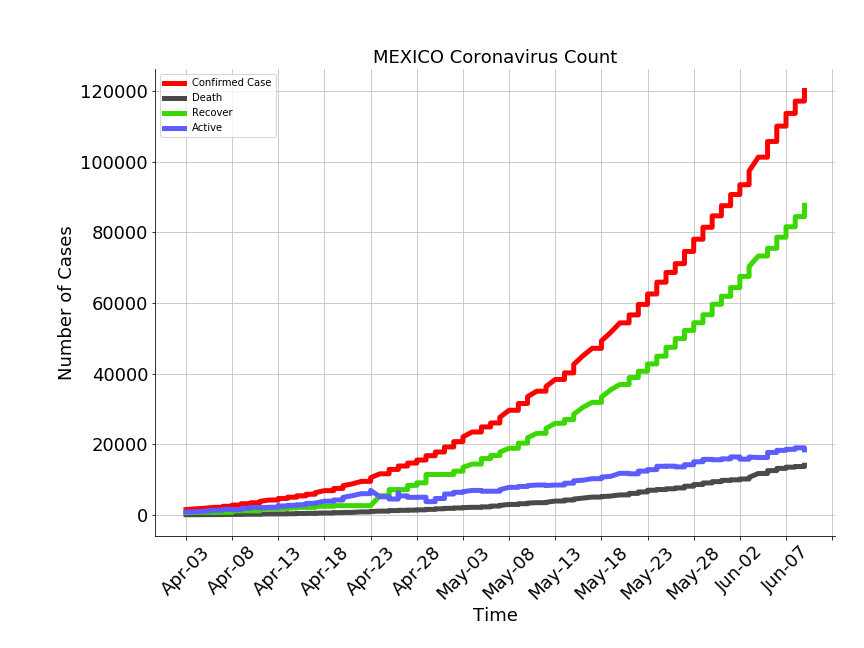 MEXICO Coronavirus Count
Confirmed Case
Death
Recover
Active
120000
100000
80000
60000
40000
20000
0
Number of Cases
Apr-03
Apr-08
Apr-13
Apr-18
Apr-23
Apr-28
May-03
May-08
May-13
May-18
May-23
May-28
Jun-02
Jun-07
Time